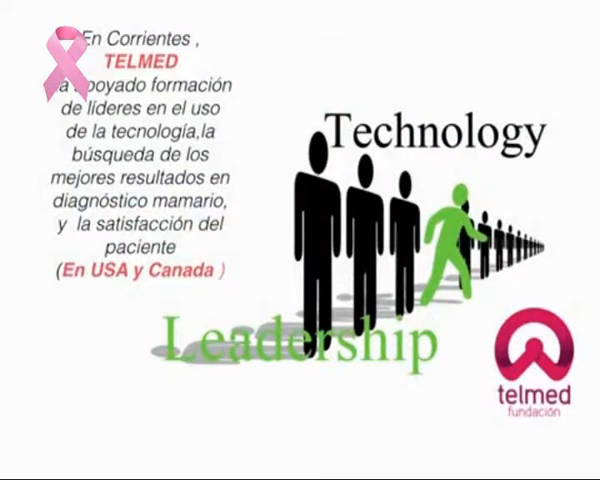 En Corrientes ,
TELMED
apoyado formación
de líderes en el uso
de la tecnología,la
búsqueda de los
mejores resultados en
diagnóstico mamario,
y la satisfacción del
paciente
(En USA y Canada )
Technology
Leadership
telmed
fundación